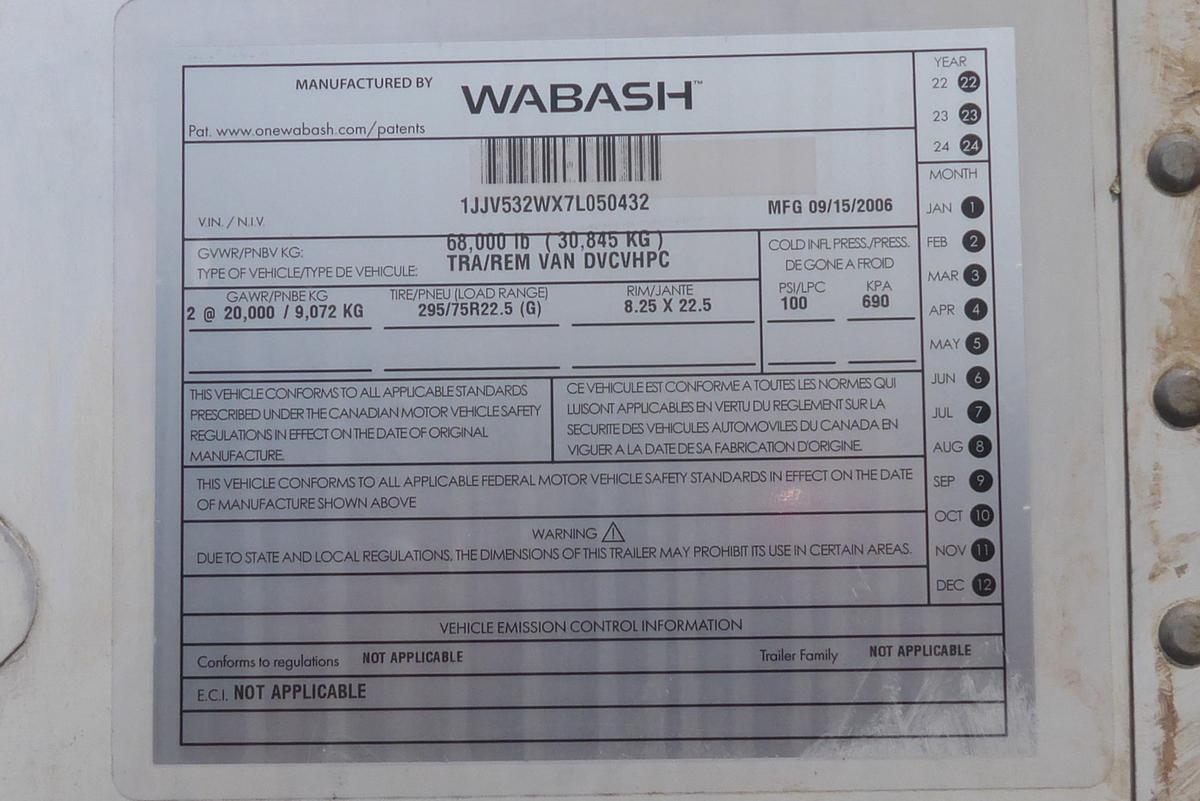 MANUFACTURED BY WABASH™
Pat. www.onewabash.com/patents
1JJV532WX7L050432
V.I.N. / N.I.V. MFG 09/15/2006
GVWR/PNBV KG: 68,000 lb ( 30,845 KG )
TYPE OF VEHICLE/TYPE DE VEHICULE: TRA/REM VAN DVCVHPC
COLD INFL PRESS./PRESS.
DE GONE A FROID
GAWR/PNBE KG TIRE/PNEU (LOAD RANGE) RIM/JANTE PSI/LPC KPA
2 @ 20,000 / 9,072 KG 295/75R22.5 (G) 8.25 X 22.5 100 690
THIS VEHICLE CONFORMS TO ALL APPLICABLE STANDARDS
PRESCRIBED UNDER THE CANADIAN MOTOR VEHICLE SAFETY
REGULATIONS IN EFFECT ON THE DATE OF ORIGINAL
MANUFACTURE.
CE VEHICULE EST CONFORME A TOUTES LES NORMES QUI
LUISONT APPLICABLES EN VERTU DU REGLEMENT SUR LA
SECURITE DES VEHICULES AUTOMOVILES DU CANADA EN
VIGUER A LA DATE DE SA FABRICATION D'ORIGINE.
THIS VEHICLE CONFORMS TO ALL APPLICABLE FEDERAL MOTOR VEHICLE SAFETY STANDARDS IN EFFECT ON THE DATE
OF MANUFACTURE SHOWN ABOVE
WARNING
DUE TO STATE AND LOCAL REGULATIONS, THE DIMENSIONS OF THIS TRAILER MAY PROHIBIT ITS USE IN CERTAIN AREAS.
VEHICLE EMISSION CONTROL INFORMATION
Conforms to regulations NOT APPLICABLE Trailer Family NOT APPLICABLE
E.C.I. NOT APPLICABLE
YEAR
22 22
23 23
24 24
MONTH
JAN 1
FEB 2
MAR 3
APR 4
MAY 5
JUN 6
JUL 7
AUG 8
SEP 9
OCT 10
NOV 11
DEC 12